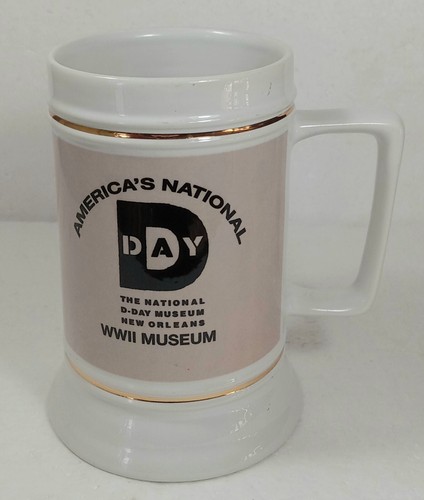 AMERICA'S NATIONAL
D DAY
THE NATIONAL
D-DAY MUSEUM
NEW ORLEANS
WWII MUSEUM